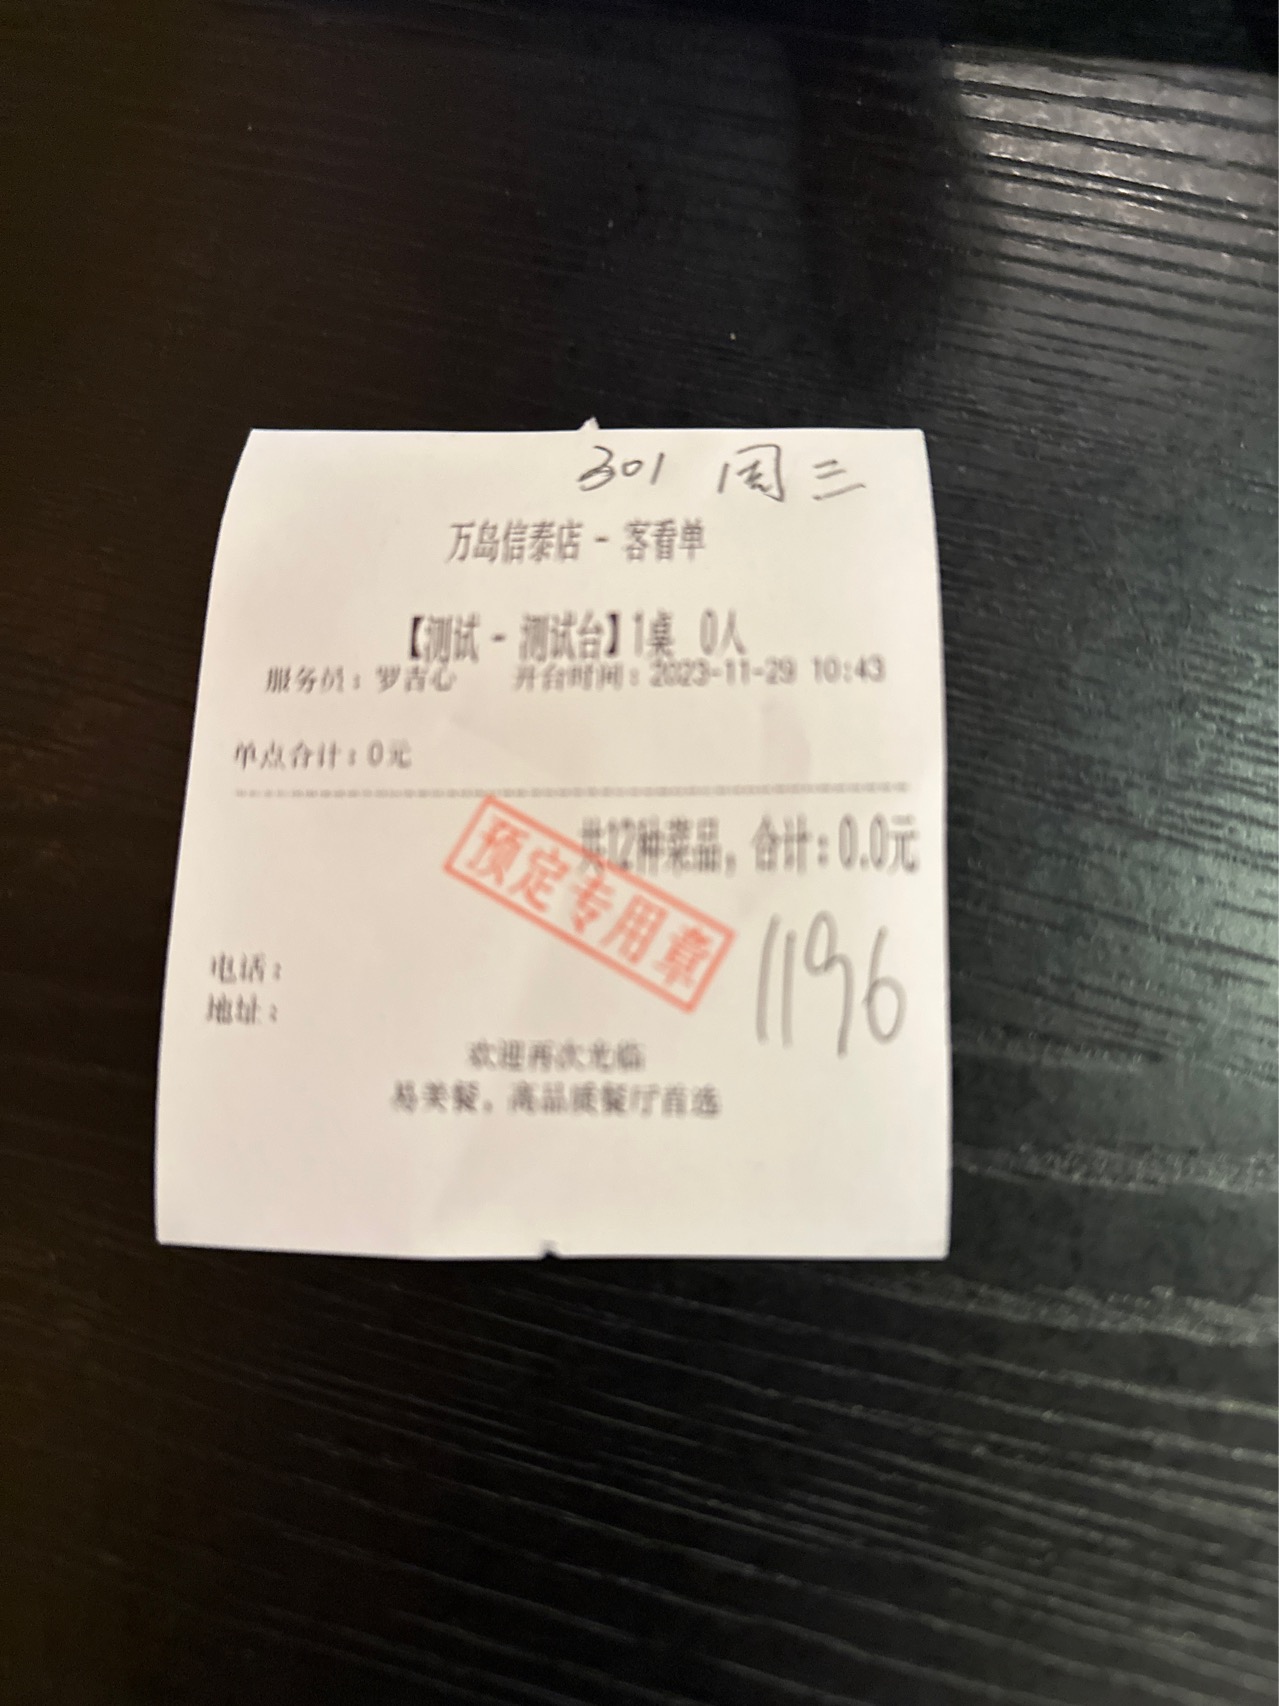 301 周三
万岛信泰店 - 客看单
【测试 - 测试台】1桌 0人
服务员：罗吉心 开台时间：2023-11-29 10:43
单点合计：0元
共12种菜品，合计：0.0元
预定专用章
1196
电话：
地址：
欢迎再次光临
易美餐，高品质餐厅首选